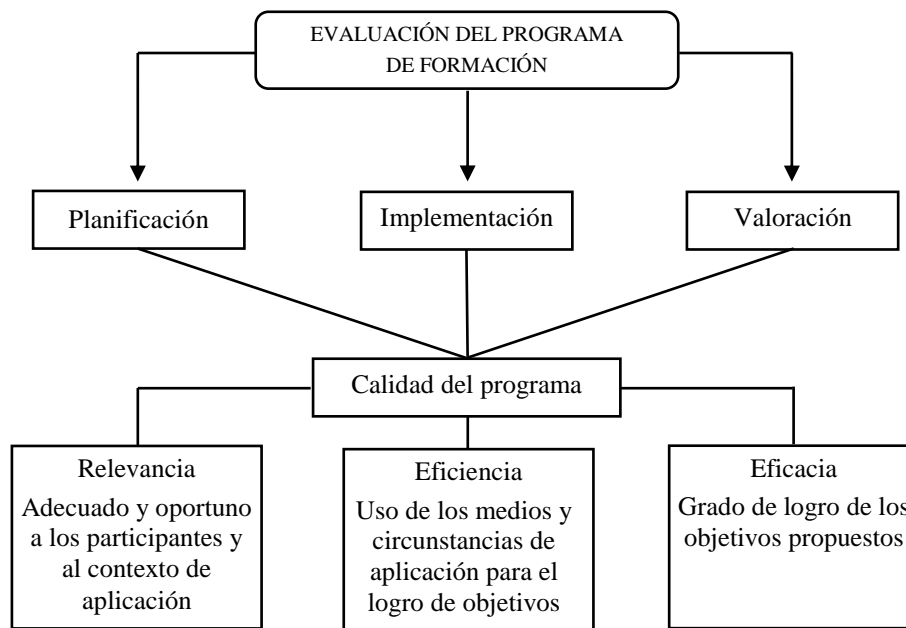 EVALUACIÓN DEL PROGRAMA
DE FORMACIÓN
Planificación
Implementación
Valoración
Calidad del programa
Relevancia
Adecuado y oportuno
a los participantes y
al contexto de
aplicación
Eficiencia
Uso de los medios y
circunstancias de
aplicación para el
logro de objetivos
Eficacia
Grado de logro de los
objetivos propuestos